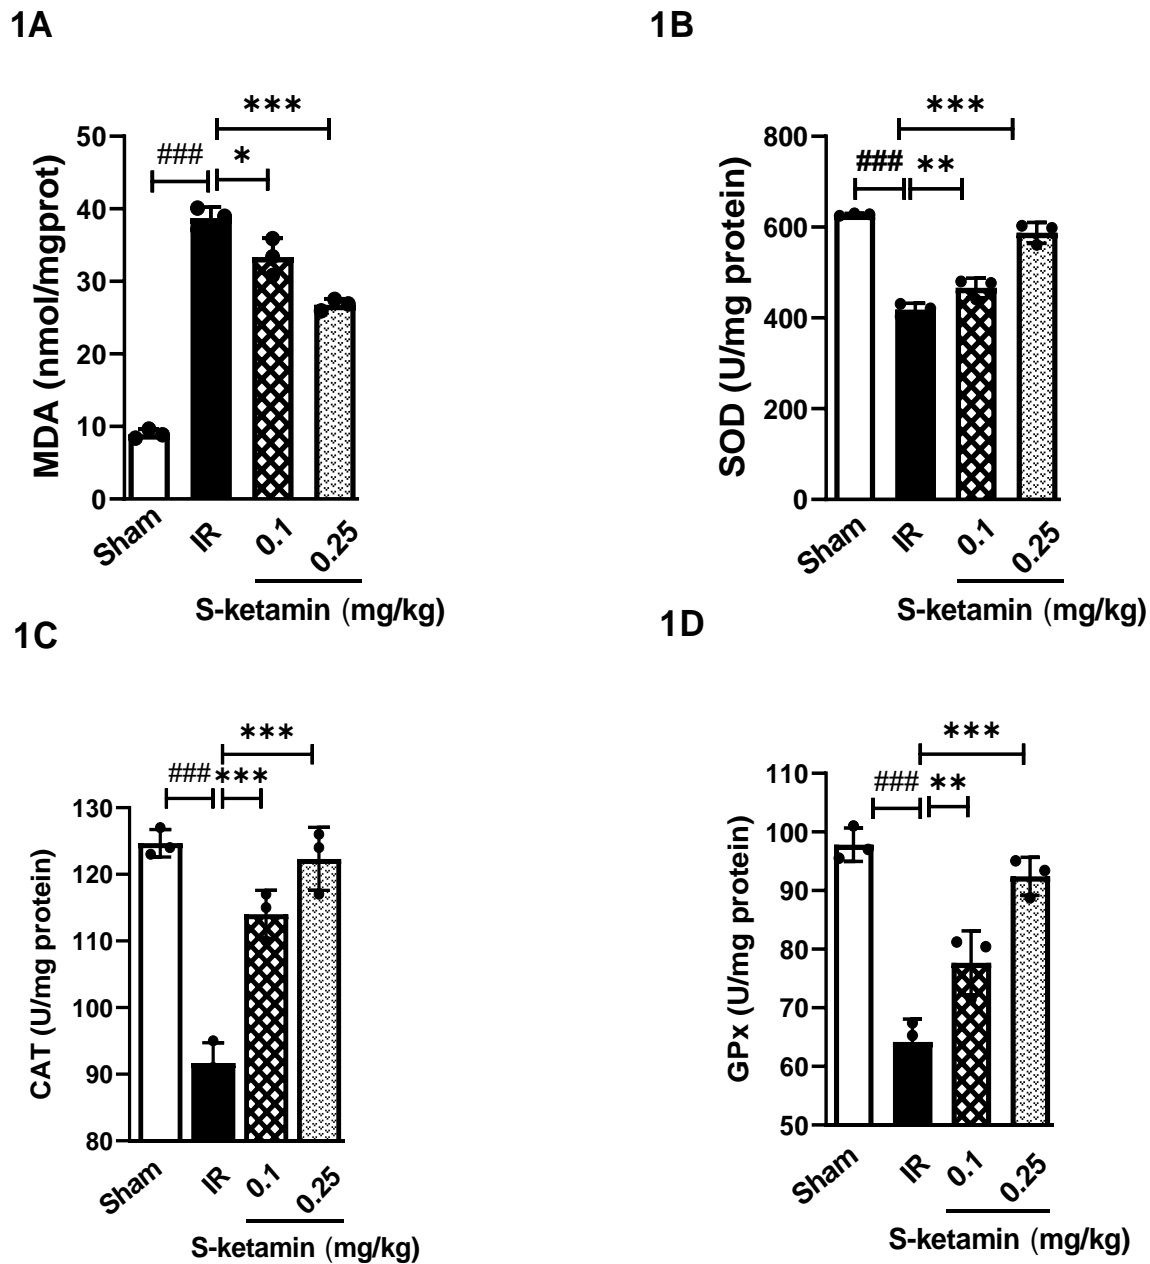 1A
***
### *
50
40
30
20
10
0
MDA (nmol/mgprot)
Sham
IR
0.1
0.25
S-ketamin (mg/kg)
1B
***
### **
800
600
400
200
0
SOD (U/mg protein)
Sham
IR
0.1
0.25
S-ketamin (mg/kg)
1C
***
### ***
130
120
110
100
90
80
CAT (U/mg protein)
Sham
IR
0.1
0.25
S-ketamin (mg/kg)
1D
***
### **
110
100
90
80
70
60
50
GPx (U/mg protein)
Sham
IR
0.1
0.25
S-ketamin (mg/kg)